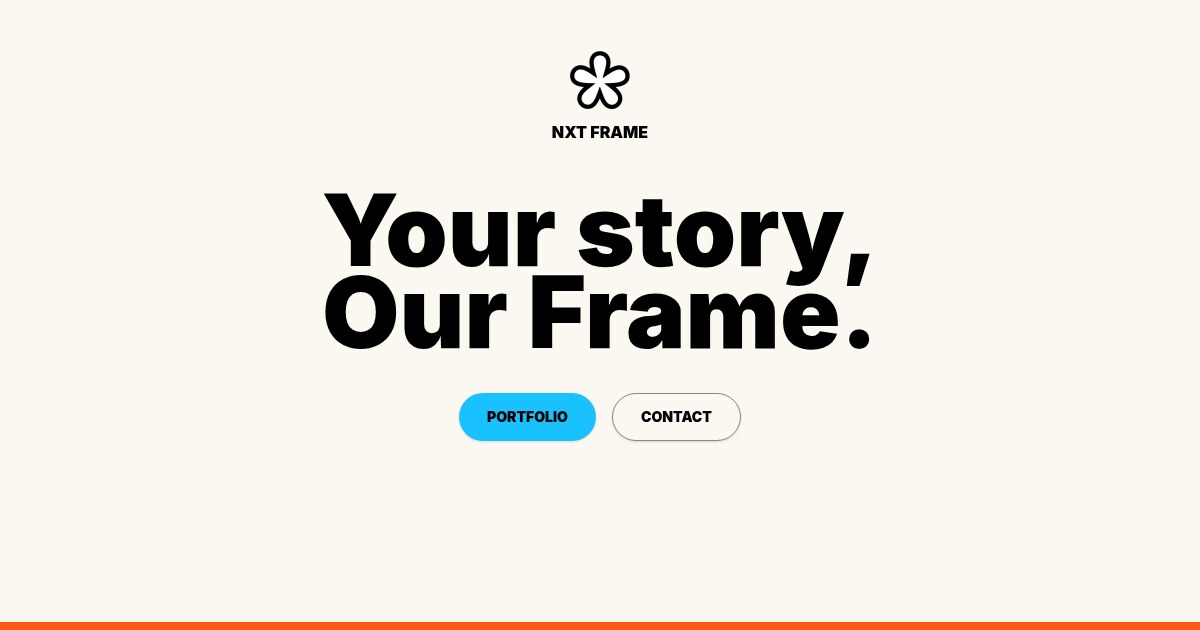 NXT FRAME
Your story,
Our Frame.
PORTFOLIO
CONTACT